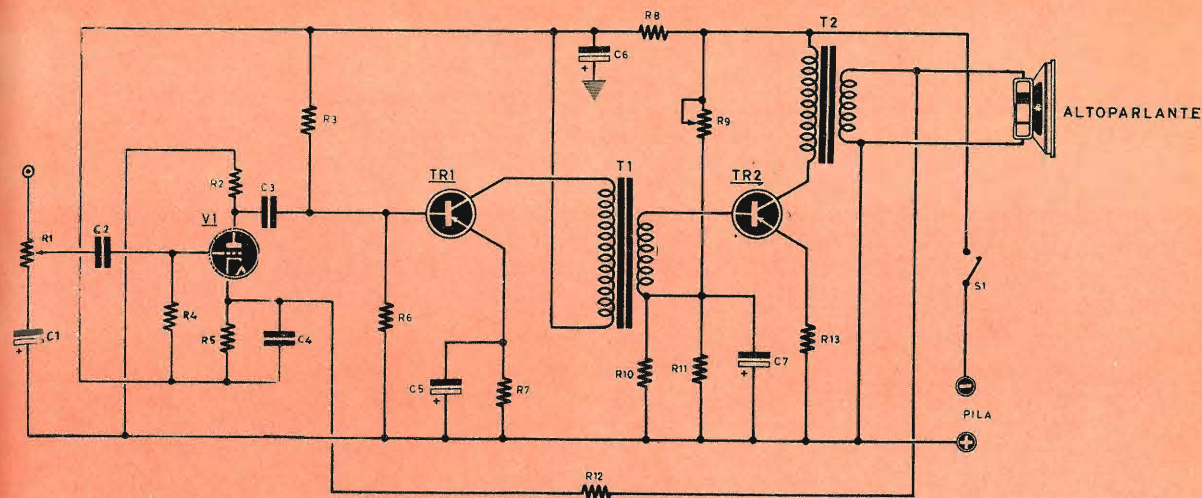 R8
T2
C6
ALTOPARLANTE
R3
R9
R2
TR1
T1
TR2
C3
V1
C2
R1
S1
R4
R6
R13
C1
R5
C4
C5
R7
R10
R11
C7
PILA
R12